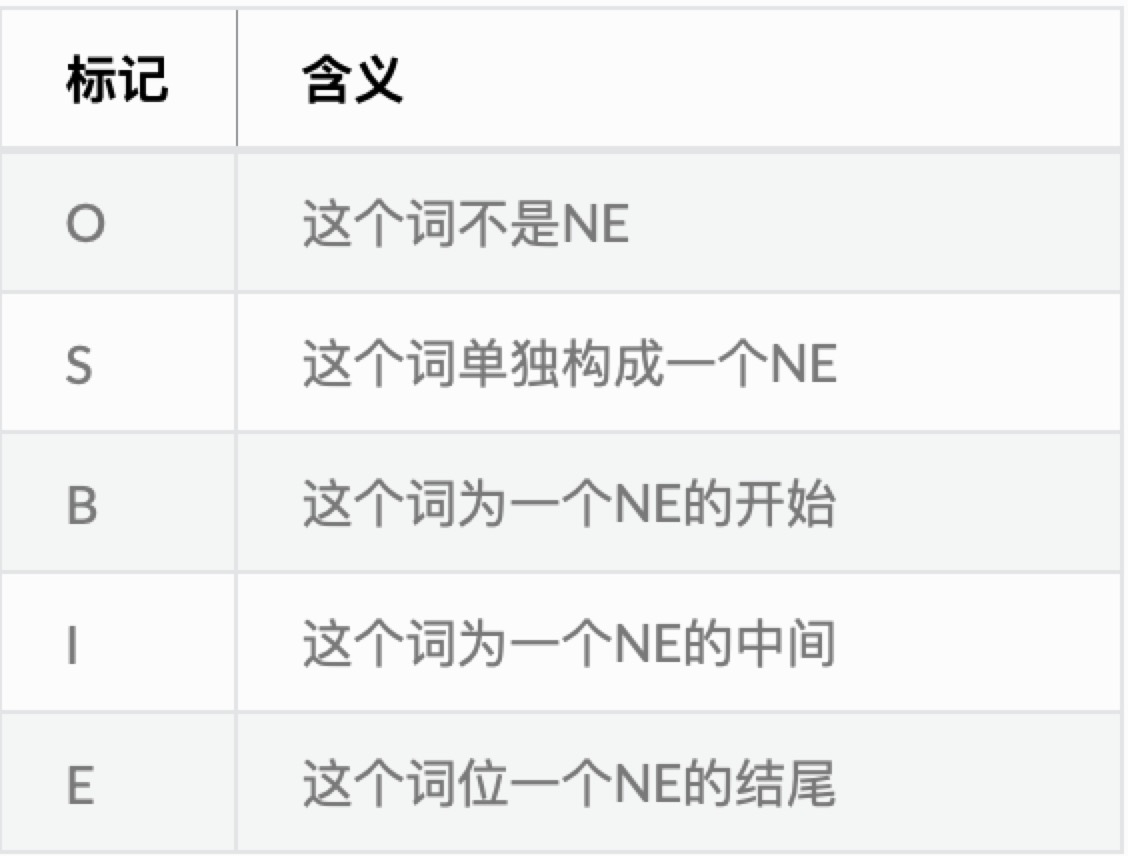 标记 含义
O 这个词不是NE
S 这个词单独构成一个NE
B 这个词为一个NE的开始
I 这个词为一个NE的中间
E 这个词位一个NE的结尾